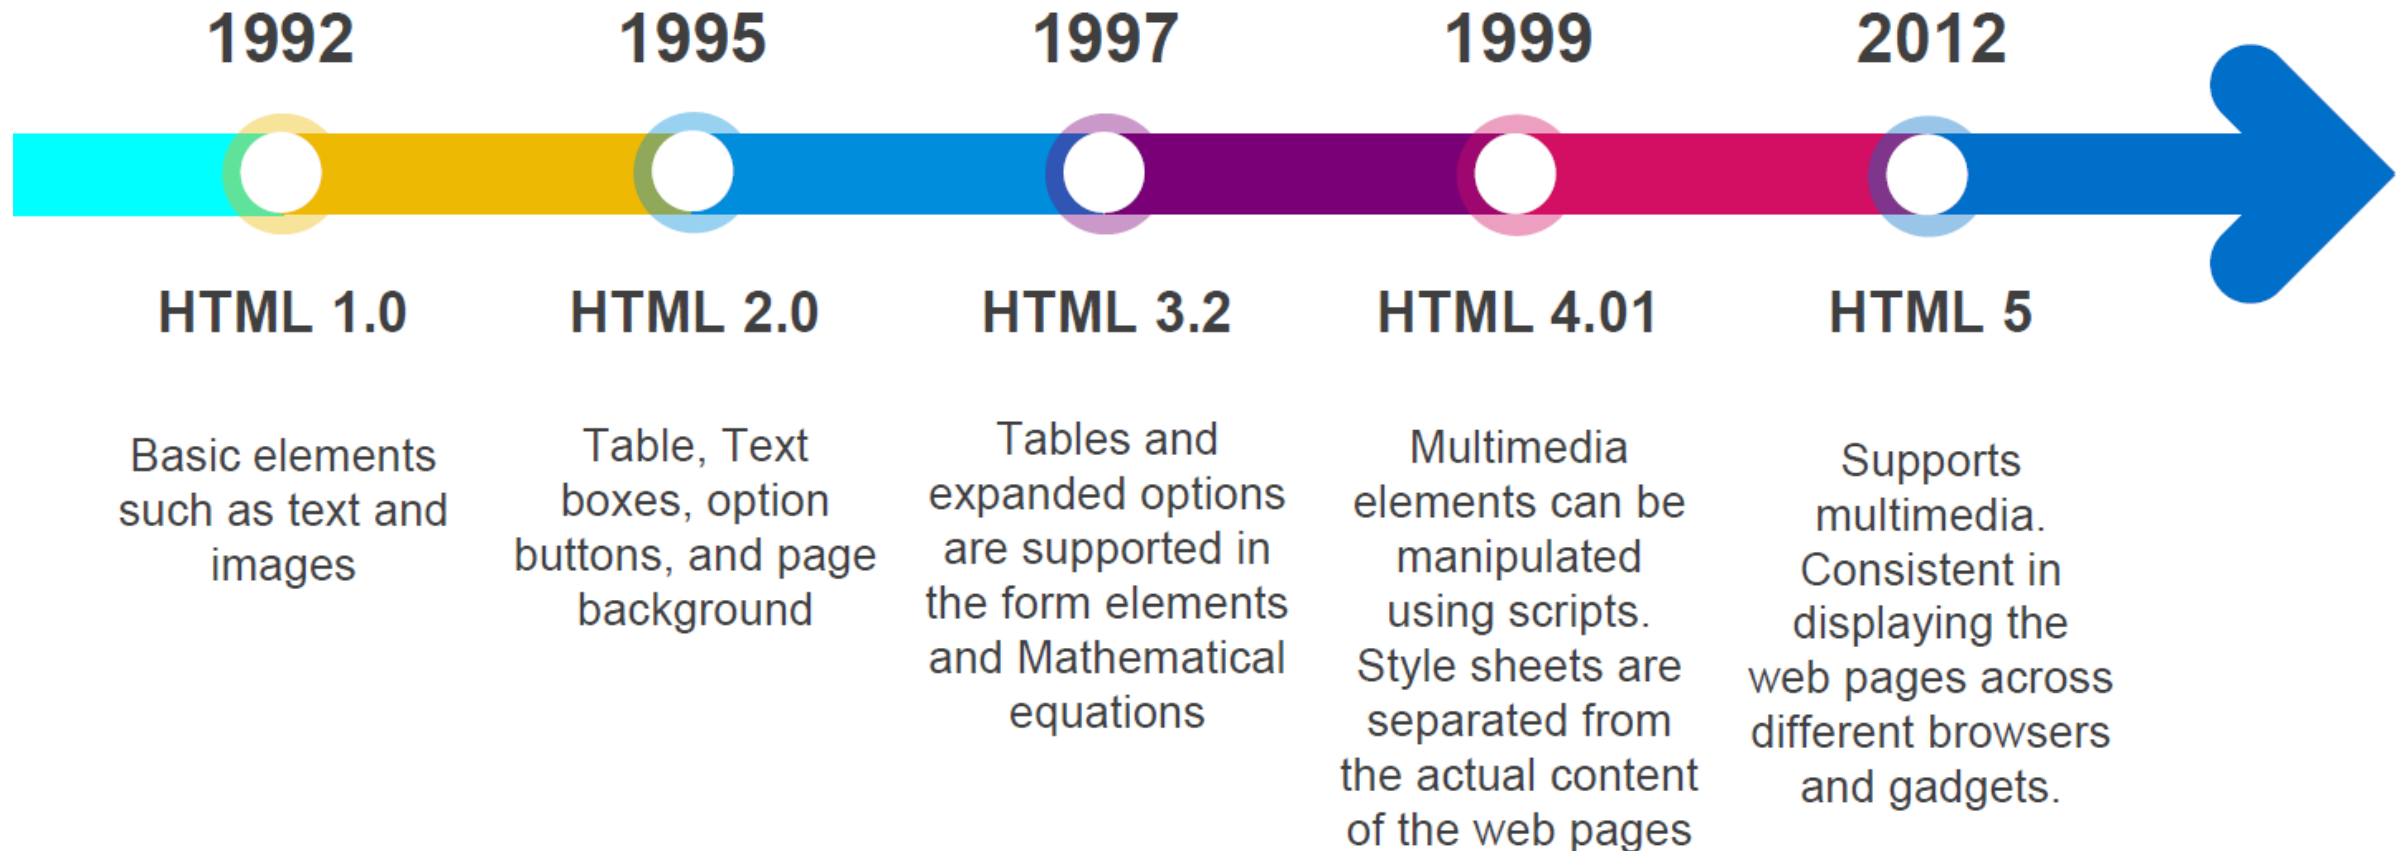 1992
1995
1997
1999
2012
HTML 1.0
HTML 2.0
HTML 3.2
HTML 4.01
HTML 5
Basic elements
such as text and
images
Table, Text
boxes, option
buttons, and page
background
Tables and
expanded options
are supported in
the form elements
and Mathematical
equations
Multimedia
elements can be
manipulated
using scripts.
Style sheets are
separated from
the actual content
of the web pages
Supports
multimedia.
Consistent in
displaying the
web pages across
different browsers
and gadgets.